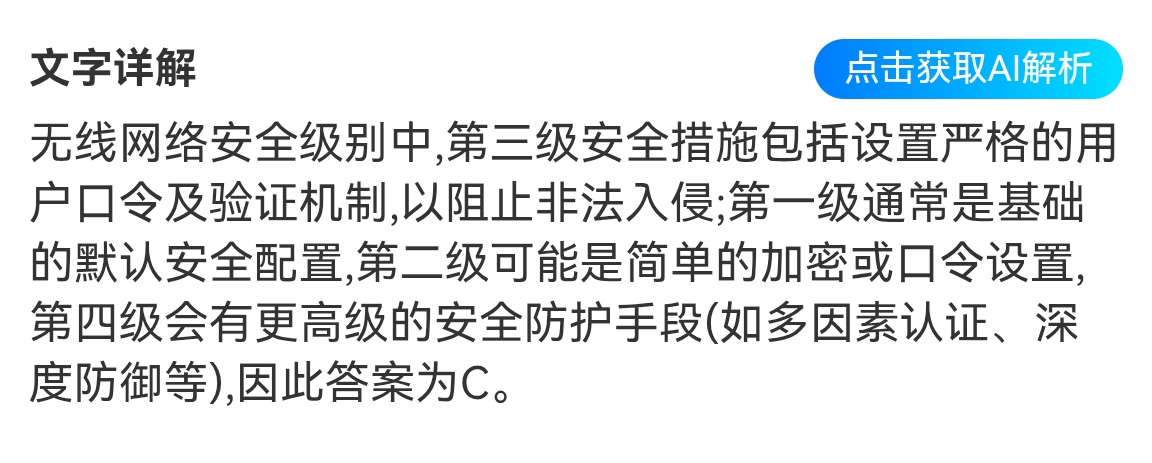 文字详解
点击获取AI解析
无线网络安全级别中,第三级安全措施包括设置严格的用
户口令及验证机制,以阻止非法入侵;第一级通常是基础
的默认安全配置,第二级可能是简单的加密或口令设置,
第四级会有更高级的安全防护手段(如多因素认证、深
度防御等),因此答案为C。